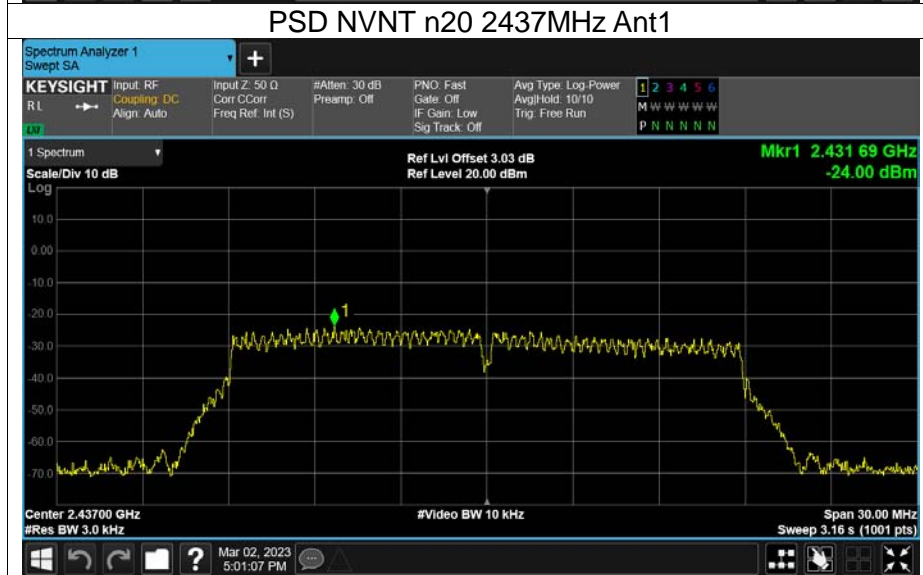 PSD NVNT n20 2437MHz Ant1
Spectrum Analyzer 1
Swept SA
+
KEYSIGHT
R L
LXI
Input: RF
Coupling: DC
Align: Auto
Input Z: 50 Ω
Corr CCorr
Freq Ref: Int (S)
#Atten: 30 dB
Preamp: Off
PNO: Fast
Gate: Off
IF Gain: Low
Sig Track: Off
Avg Type: Log-Power
Avg|Hold: 10/10
Trig: Free Run
1 2 3 4 5 6
M W W W W W
P N N N N N
1 Spectrum
Scale/Div 10 dB
Log
Ref Lvl Offset 3.03 dB
Ref Level 20.00 dBm
Mkr1 2.431 69 GHz
-24.00 dBm
10.0
0.00
-10.0
-20.0
-30.0
-40.0
-50.0
-60.0
-70.0
1
Center 2.43700 GHz
#Res BW 3.0 kHz
#Video BW 10 kHz
Span 30.00 MHz
Sweep 3.16 s (1001 pts)
?
Mar 02, 2023
5:01:07 PM